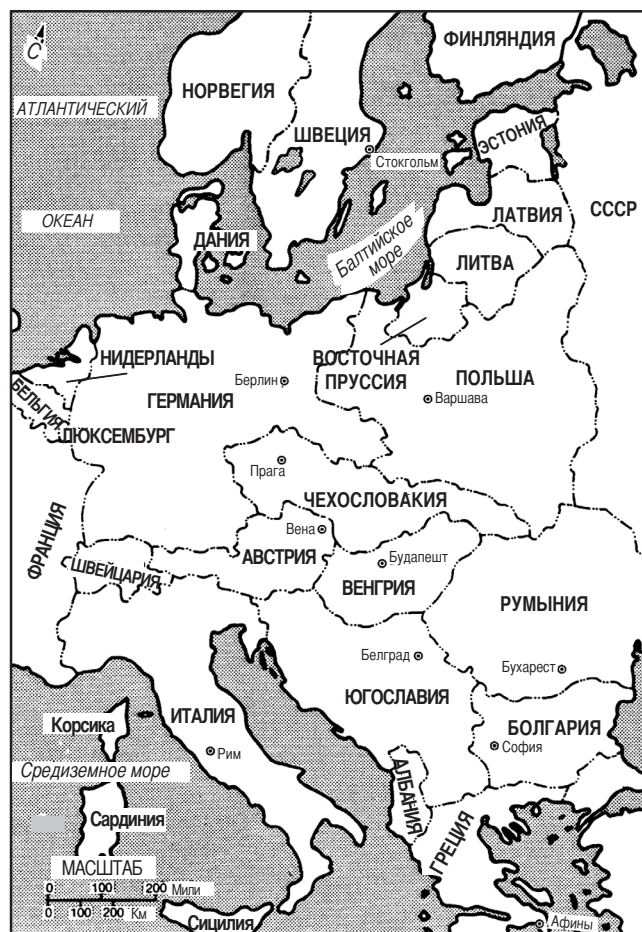 С
ФИНЛЯНДИЯ
НОРВЕГИЯ
АТЛАНТИЧЕСКИЙ
ШВЕЦИЯ
Стокгольм
ЭСТОНИЯ
СССР
ОКЕАН
ЛАТВИЯ
ДАНИЯ
Балтийское
море
ЛИТВА
НИДЕРЛАНДЫ
ВОСТОЧНАЯ
ПРУССИЯ
ПОЛЬША
Берлин
Варшава
БЕЛЬГИЯ
ГЕРМАНИЯ
ЛЮКСЕМБУРГ
Прага
ЧЕХОСЛОВАКИЯ
ФРАНЦИЯ
Вена
АВСТРИЯ
Будапешт
ШВЕЙЦАРИЯ
ВЕНГРИЯ
РУМЫНИЯ
Белград
Бухарест
ЮГОСЛАВИЯ
Корсика
ИТАЛИЯ
БОЛГАРИЯ
Рим
София
Средиземное море
АЛБАНИЯ
Сардиния
ГРЕЦИЯ
МАСШТАБ
0 100 200 Мили
0 100 200 Км
Сицилия
Афины